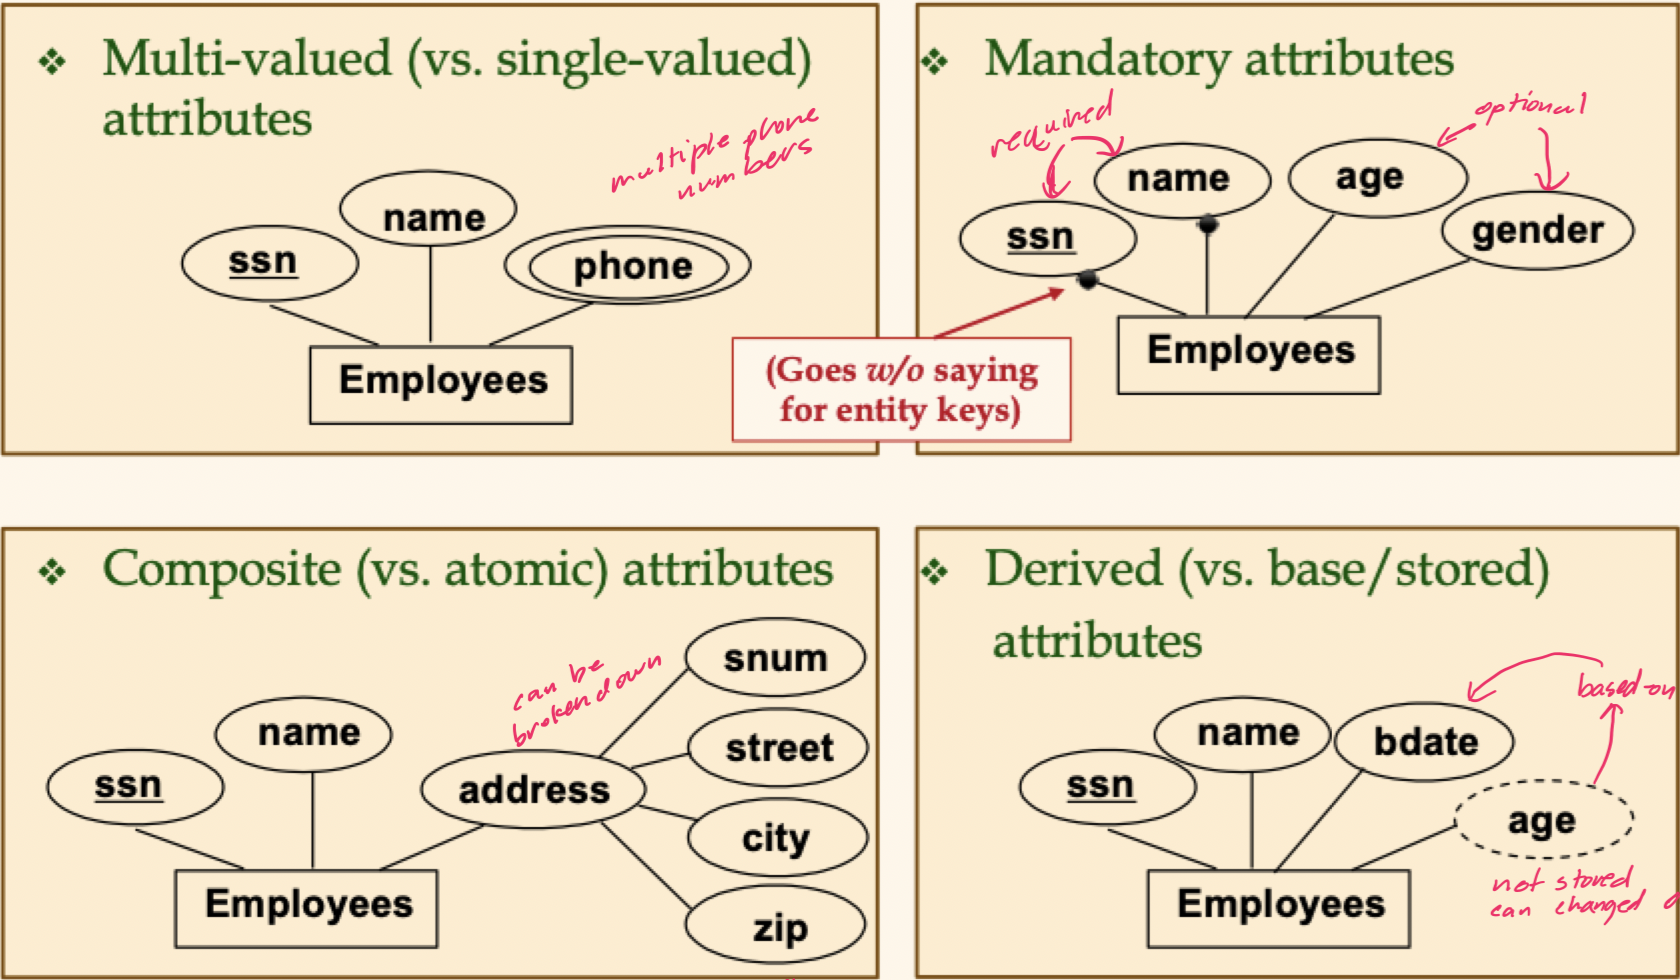 ❖ Multi-valued (vs. single-valued)
attributes
multiple phone
numbers
ssn
name
phone
Employees
❖ Mandatory attributes
required
optional
ssn
name
age
gender
Employees
(Goes w/o saying
for entity keys)
❖ Composite (vs. atomic) attributes
can be
broken down
ssn
name
address
snum
street
city
zip
Employees
❖ Derived (vs. base/stored)
attributes
based on
ssn
name
bdate
age
Employees
not stored
can changed